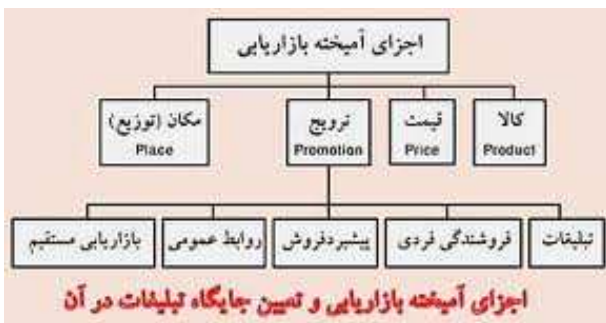 اجزای آمیخته بازاریابی
کالا
Product
قیمت
Price
ترویج
Promotion
مکان (توزیع)
Place
تبلیغات
فروشندگی فردی
پیشبردفروش
روابط عمومی
بازاریابی مستقیم
اجزای آمیخته بازاریابی و تعیین جایگاه تبلیغات در آن